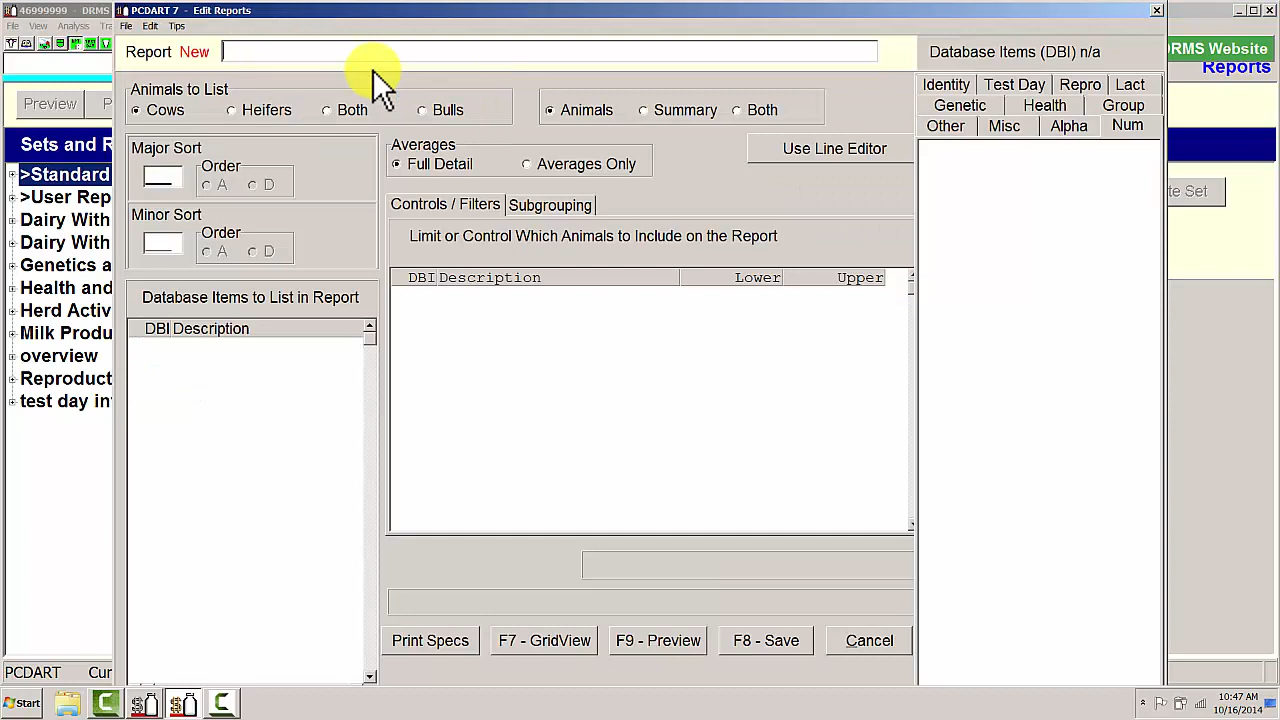 46999999 - DRMS
PCDART 7 - Edit Reports
File View Analysis
File Edit Tips
Report New
Database Items (DBI) n/a
DRMS Website
Reports
Preview
Animals to List
Cows Heifers Both Bulls
Animals Summary Both
Identity Test Day Repro Lact
Genetic Health Group
Other Misc Alpha Num
Major Sort
Order
A D
Averages
Full Detail Averages Only
Use Line Editor
Minor Sort
Order
A D
Controls / Filters Subgrouping
Limit or Control Which Animals to Include on the Report
DBI Description Lower Upper
Database Items to List in Report
DBI Description
Sets and R
>Standard
>User Rep
Dairy With
Dairy With
Genetics a
Health and
Herd Activ
Milk Produ
overview
Reproduct
test day in
te Set
Print Specs F7 - GridView F9 - Preview F8 - Save Cancel
PCDART Cur
Start
10:47 AM
10/16/2014